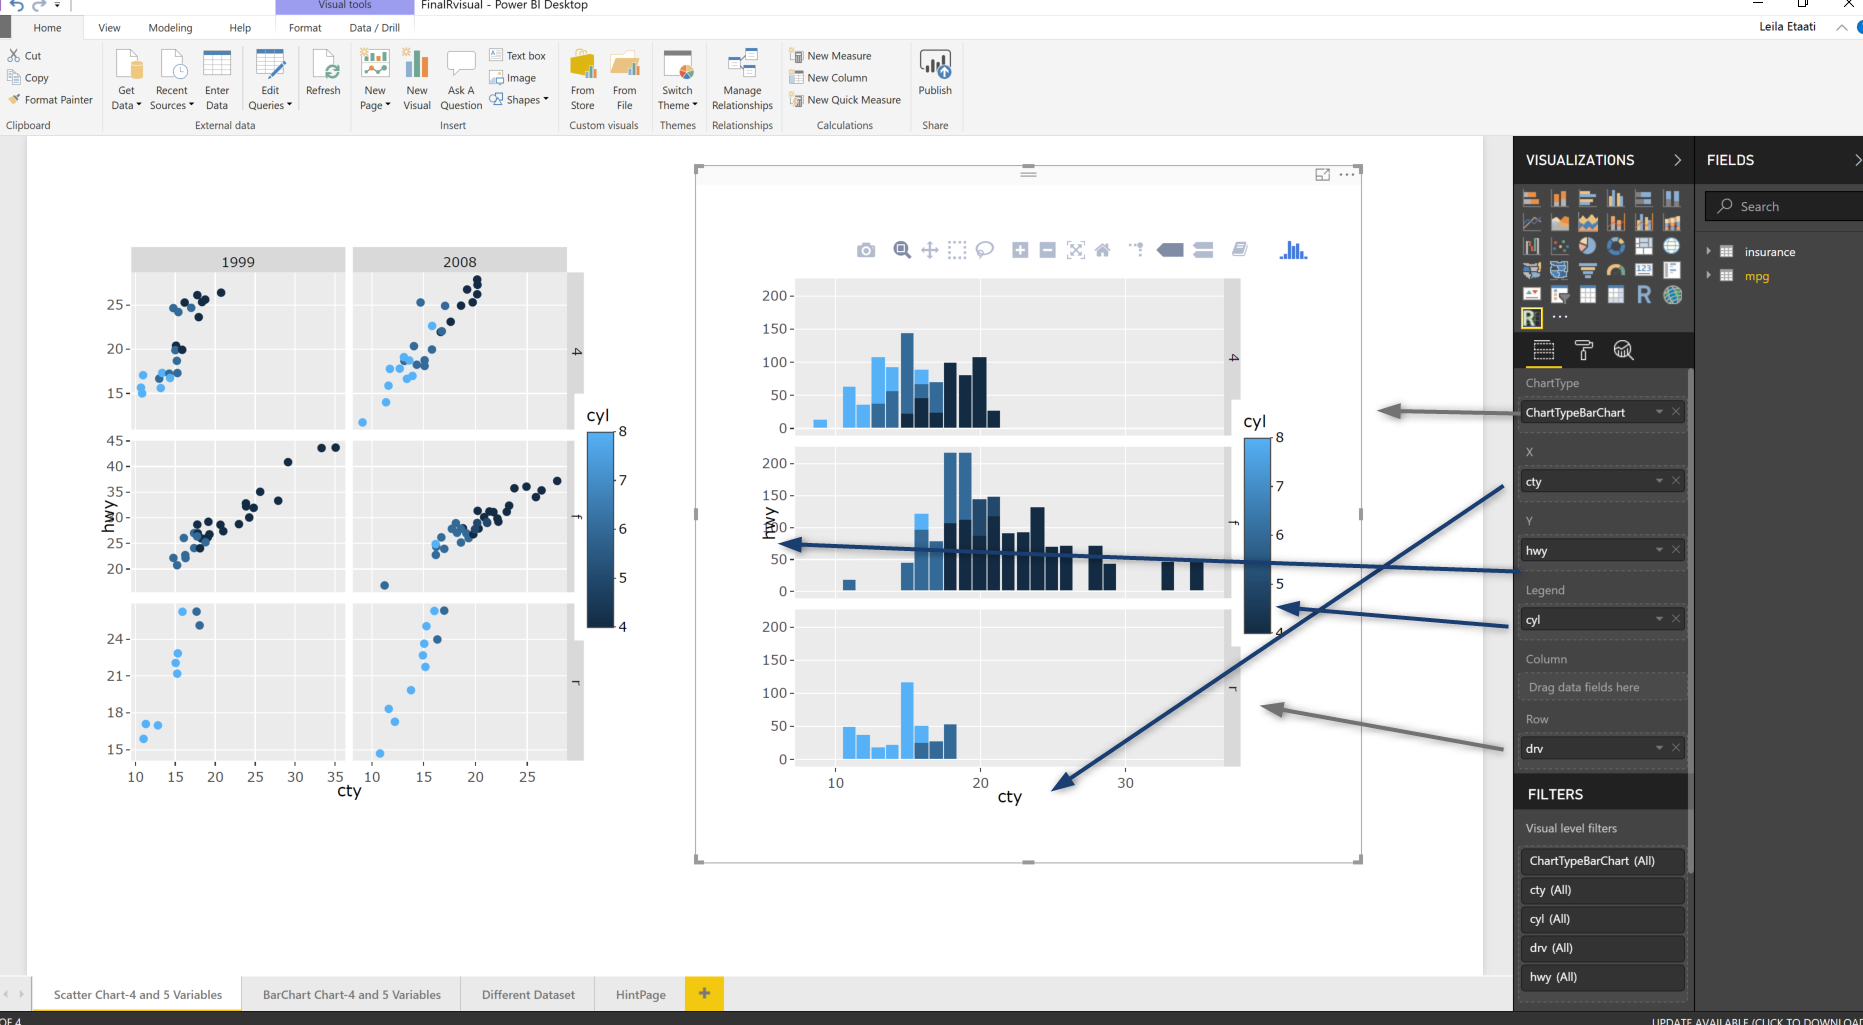 Visual tools
FinalRvisual - Power BI Desktop
Home
View
Modeling
Help
Format
Data / Drill
Leila Etaati
Cut
Copy
Format Painter
Clipboard
Get Data
Recent Sources
Enter Data
Edit Queries
Refresh
External data
New Page
New Visual
Ask A Question
Text box
Image
Shapes
Insert
From Store
From File
Custom visuals
Switch Theme
Themes
Manage Relationships
Relationships
New Measure
New Column
New Quick Measure
Calculations
Publish
Share
1999
2008
25
20
15
4
45
40
35
30
25
20
f
24
21
18
15
r
hwy
10 15 20 25 30 35
10 15 20 25
cty
cyl
8
7
6
5
4
200
150
100
50
0
4
200
150
100
50
0
f
200
150
100
50
0
r
hwy
10 20 30
cty
cyl
8
7
6
5
4
VISUALIZATIONS
ChartType
ChartTypeBarChart
X
cty
Y
hwy
Legend
cyl
Column
Drag data fields here
Row
drv
FILTERS
Visual level filters
ChartTypeBarChart (All)
cty (All)
cyl (All)
drv (All)
hwy (All)
FIELDS
Search
insurance
mpg
Scatter Chart-4 and 5 Variables
BarChart Chart-4 and 5 Variables
Different Dataset
HintPage
OF 4
UPDATE AVAILABLE (CLICK TO DOWNLOAD